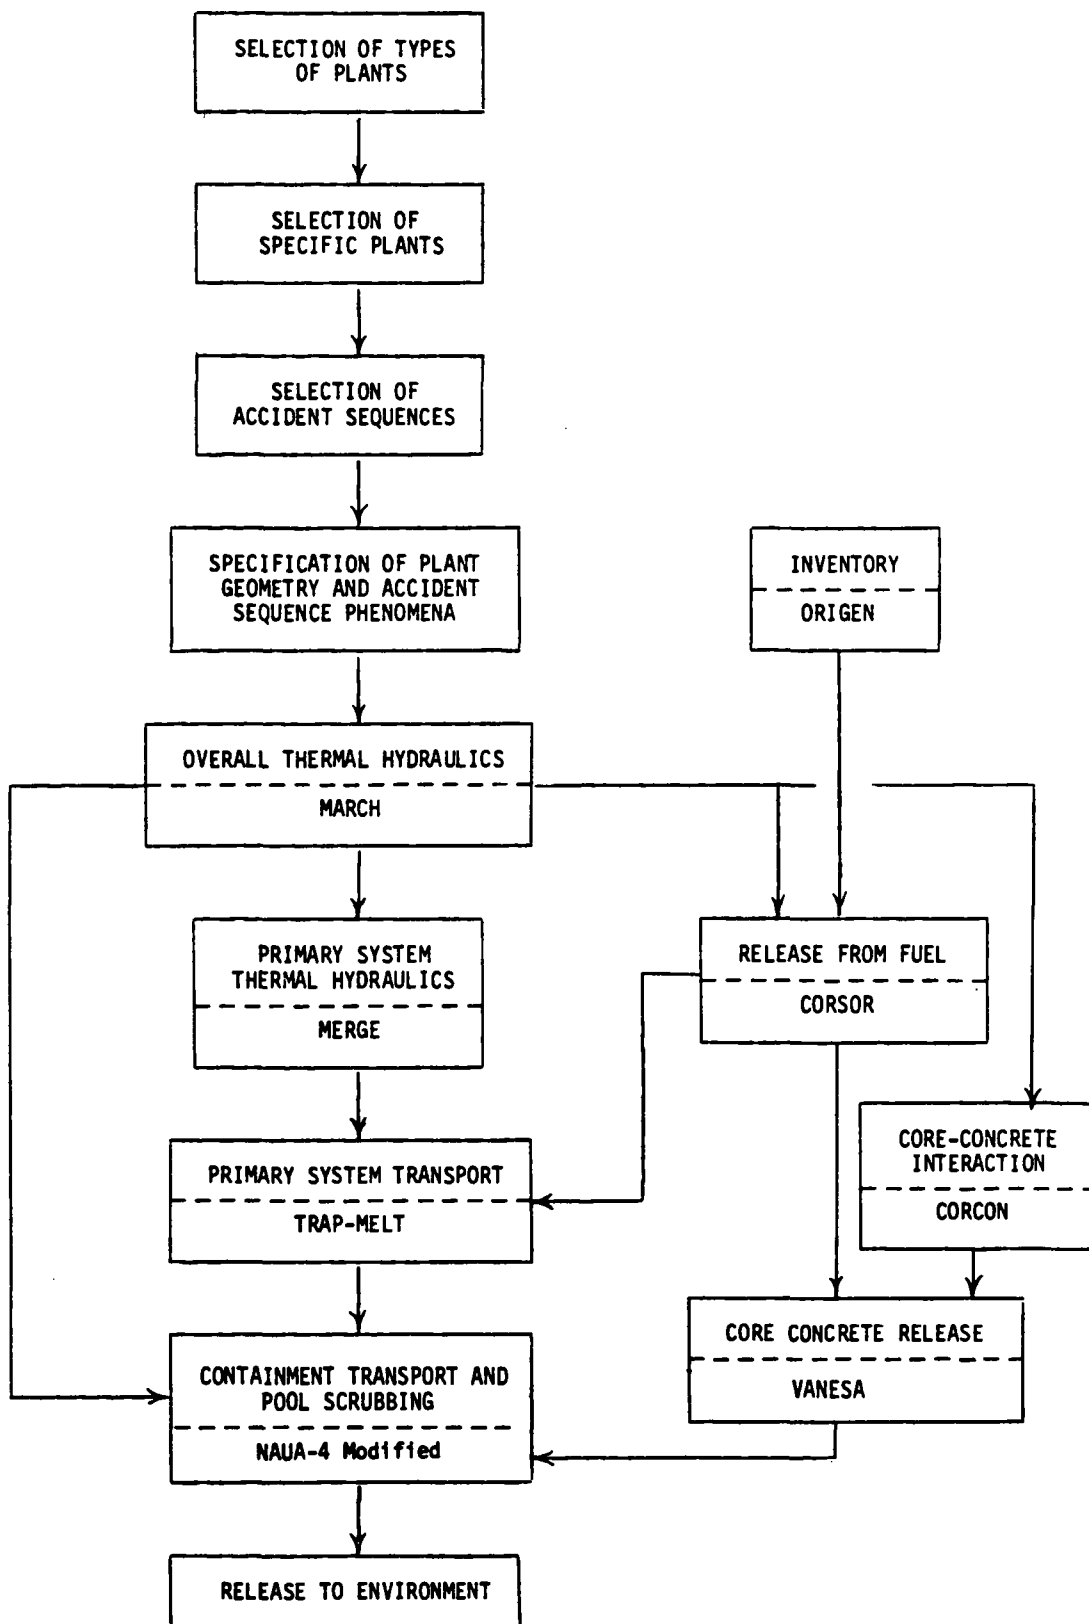 SELECTION OF TYPES
OF PLANTS
SELECTION OF
SPECIFIC PLANTS
SELECTION OF
ACCIDENT SEQUENCES
SPECIFICATION OF PLANT
GEOMETRY AND ACCIDENT
SEQUENCE PHENOMENA
INVENTORY
ORIGEN
OVERALL THERMAL HYDRAULICS
MARCH
PRIMARY SYSTEM
THERMAL HYDRAULICS
MERGE
RELEASE FROM FUEL
CORSOR
CORE-CONCRETE
INTERACTION
CORCON
PRIMARY SYSTEM TRANSPORT
TRAP-MELT
CORE CONCRETE RELEASE
VANESA
CONTAINMENT TRANSPORT AND
POOL SCRUBBING
NAUA-4 Modified
RELEASE TO ENVIRONMENT